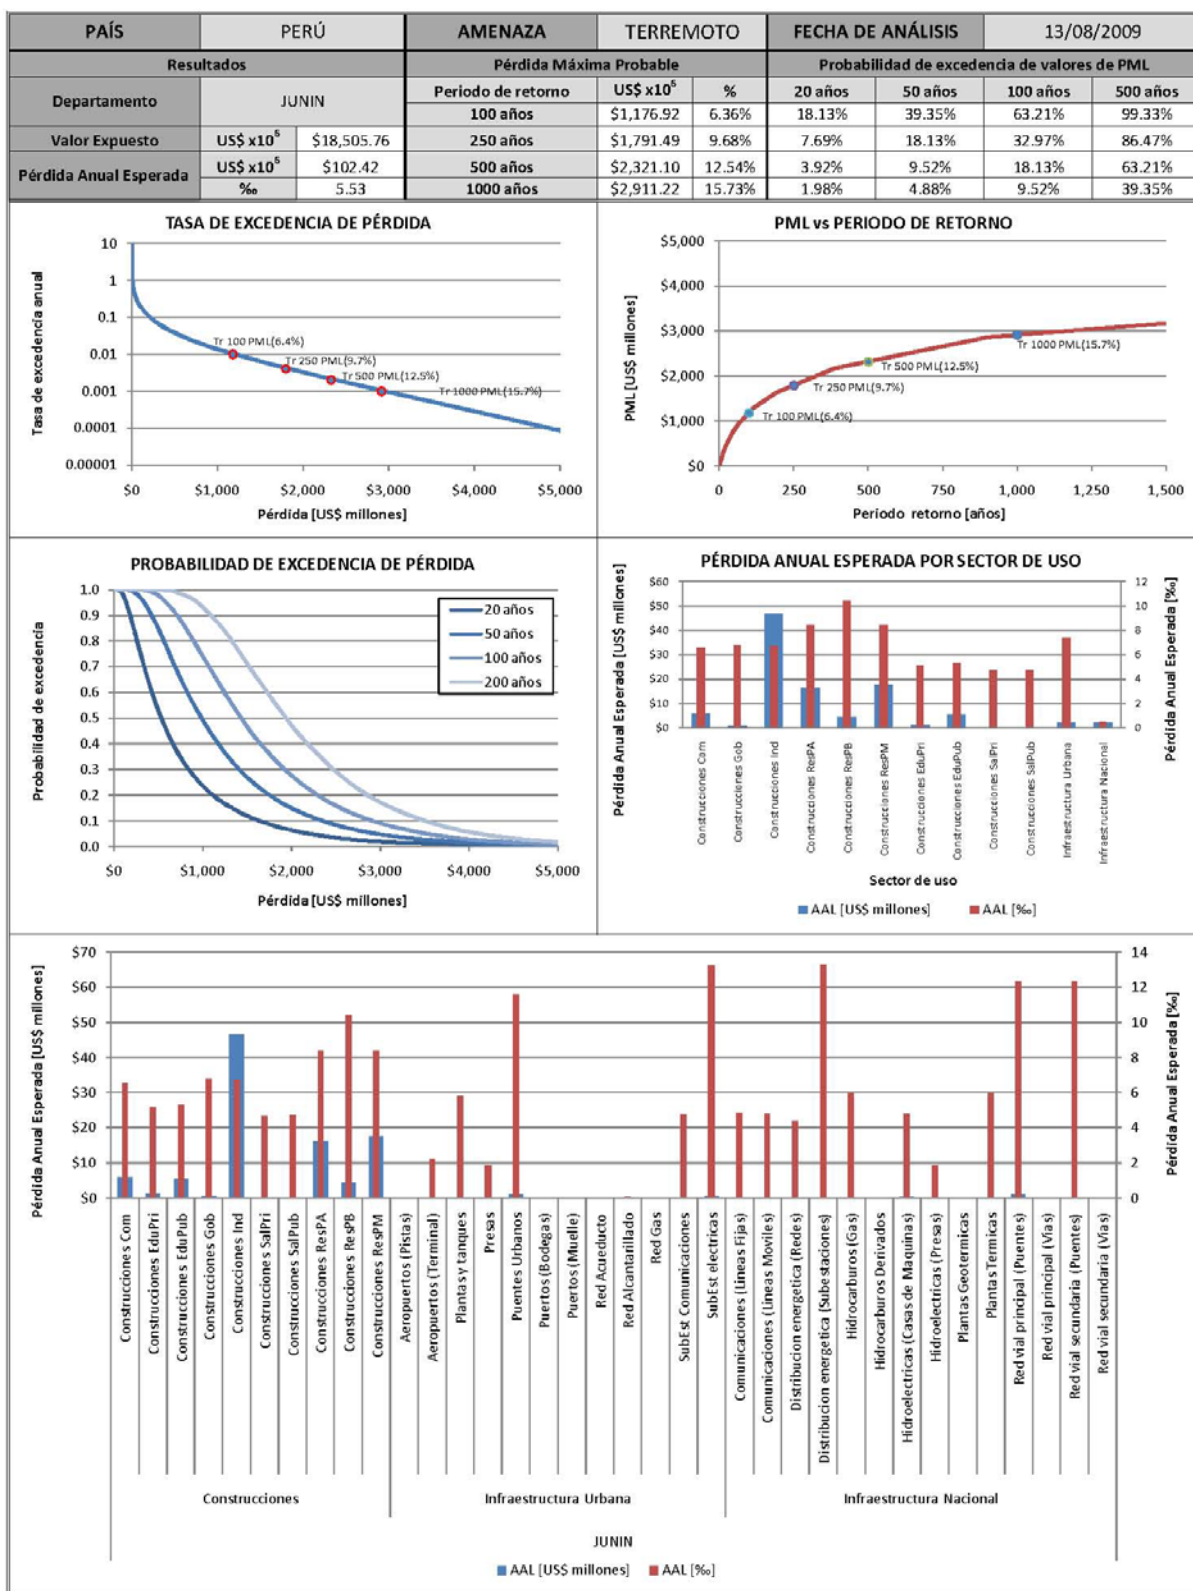 PAÍS PERÚ AMENAZA TERREMOTO FECHA DE ANÁLISIS 13/08/2009
Resultados Pérdida Máxima Probable Probabilidad de excedencia de valores de PML
Departamento JUNIN Periodo de retorno US$ x10⁶ % 20 años 50 años 100 años 500 años
100 años $1,176.92 6.36% 18.13% 39.35% 63.21% 99.33%
Valor Expuesto US$ x10⁶ $18,505.76 250 años $1,791.49 9.68% 7.69% 18.13% 32.97% 86.47%
Pérdida Anual Esperada US$ x10⁶ $102.42 500 años $2,321.10 12.54% 3.92% 9.52% 18.13% 63.21%
‰ 5.53 1000 años $2,911.22 15.73% 1.98% 4.88% 9.52% 39.35%
TASA DE EXCEDENCIA DE PÉRDIDA
Tasa de excedencia anual
10
1
0.1
0.01
0.001
0.0001
0.00001
Tr 100 PML(6.4%)
Tr 250 PML(9.7%)
Tr 500 PML(12.5%)
Tr 1000 PML(15.7%)
$0 $1,000 $2,000 $3,000 $4,000 $5,000
Pérdida [US$ millones]
PML vs PERIODO DE RETORNO
PML [US$ millones]
$5,000
$4,000
$3,000
$2,000
$1,000
$0
Tr 1000 PML(15.7%)
Tr 500 PML(12.5%)
Tr 250 PML(9.7%)
Tr 100 PML(6.4%)
0 250 500 750 1,000 1,250 1,500
Período retorno [años]
PROBABILIDAD DE EXCEDENCIA DE PÉRDIDA
Probabilidad de excedencia
1.0
0.9
0.8
0.7
0.6
0.5
0.4
0.3
0.2
0.1
0.0
20 años
50 años
100 años
200 años
$0 $1,000 $2,000 $3,000 $4,000 $5,000
Pérdida [US$ millones]
PÉRDIDA ANUAL ESPERADA POR SECTOR DE USO
Pérdida Anual Esperada [US$ millones]
$60
$50
$40
$30
$20
$10
$0
12
10
8
6
4
2
0
Pérdida Anual Esperada [‰]
Construcciones Com
Construcciones Gob
Construcciones Ind
Construcciones ResPA
Construcciones ResPB
Construcciones ResPM
Construcciones EduPri
Construcciones EduPub
Construcciones SalPri
Construcciones SalPub
Infraestructura Urbana
Infraestructura Nacional
Sector de uso
AAL [US$ millones] AAL [‰]
Pérdida Anual Esperada [US$ millones]
$70
$60
$50
$40
$30
$20
$10
$0
14
12
10
8
6
4
2
0
Pérdida Anual Esperada [‰]
Construcciones Com
Construcciones EduPri
Construcciones EduPub
Construcciones Gob
Construcciones Ind
Construcciones SalPri
Construcciones SalPub
Construcciones ResPA
Construcciones ResPB
Construcciones ResPM
Aeropuertos (Pistas)
Aeropuertos (Terminal)
Plantas y tanques
Presas
Puentes Urbanos
Puertos (Bodegas)
Puertos (Muelle)
Red Acueducto
Red Alcantarillado
Red Gas
SubEst Comunicaciones
SubEst electricas
Comunicaciones (Lineas Fijas)
Comunicaciones (Lineas Moviles)
Distribucion energetica (Redes)
Distribucion energetica (Subestaciones)
Hidrocarburos (Gas)
Hidrocarburos Derivados
Hidroelectricas (Casas de Maquinas)
Hidroelectricas (Presas)
Plantas Geotermicas
Plantas Termicas
Red vial principal (Puentes)
Red vial principal (Vias)
Red vial secundaria (Puentes)
Red vial secundaria (Vias)
Construcciones Infraestructura Urbana Infraestructura Nacional
JUNIN
AAL [US$ millones] AAL [‰]